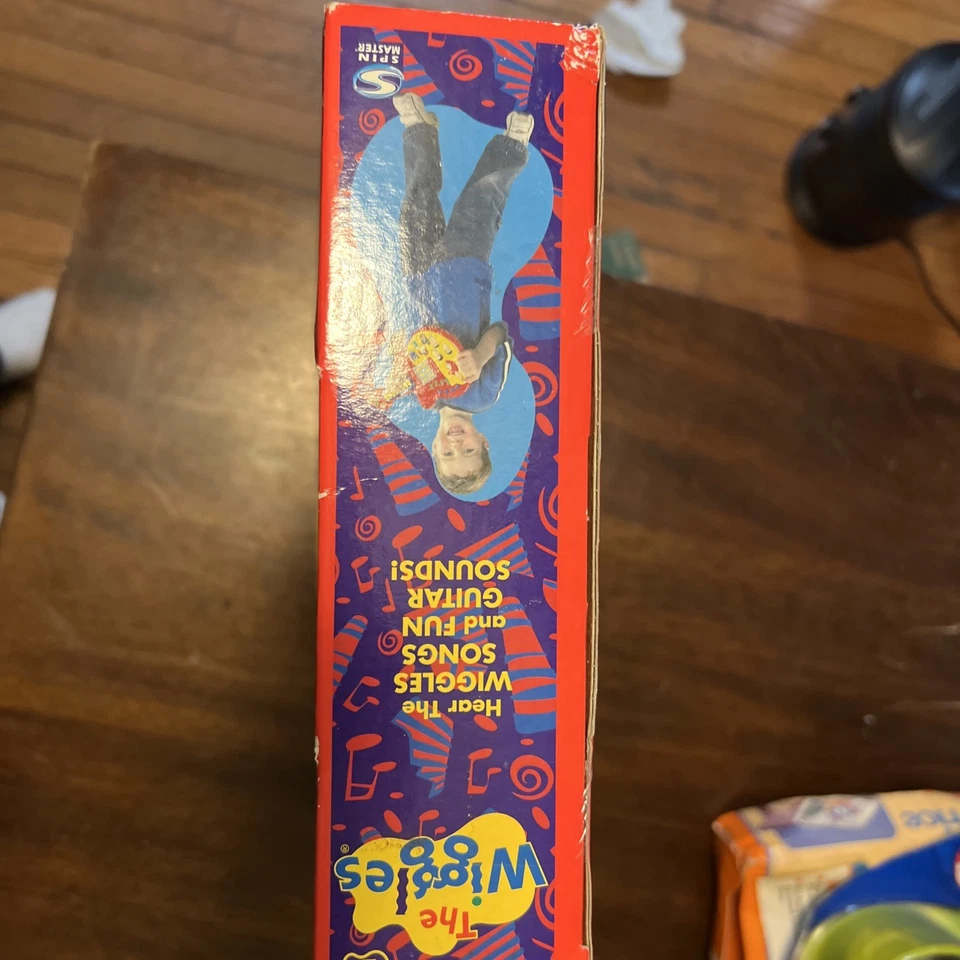 The
Wiggles®
Hear The
WIGGLES
SONGS
and FUN
GUITAR
SOUNDS!
SPIN
MASTER